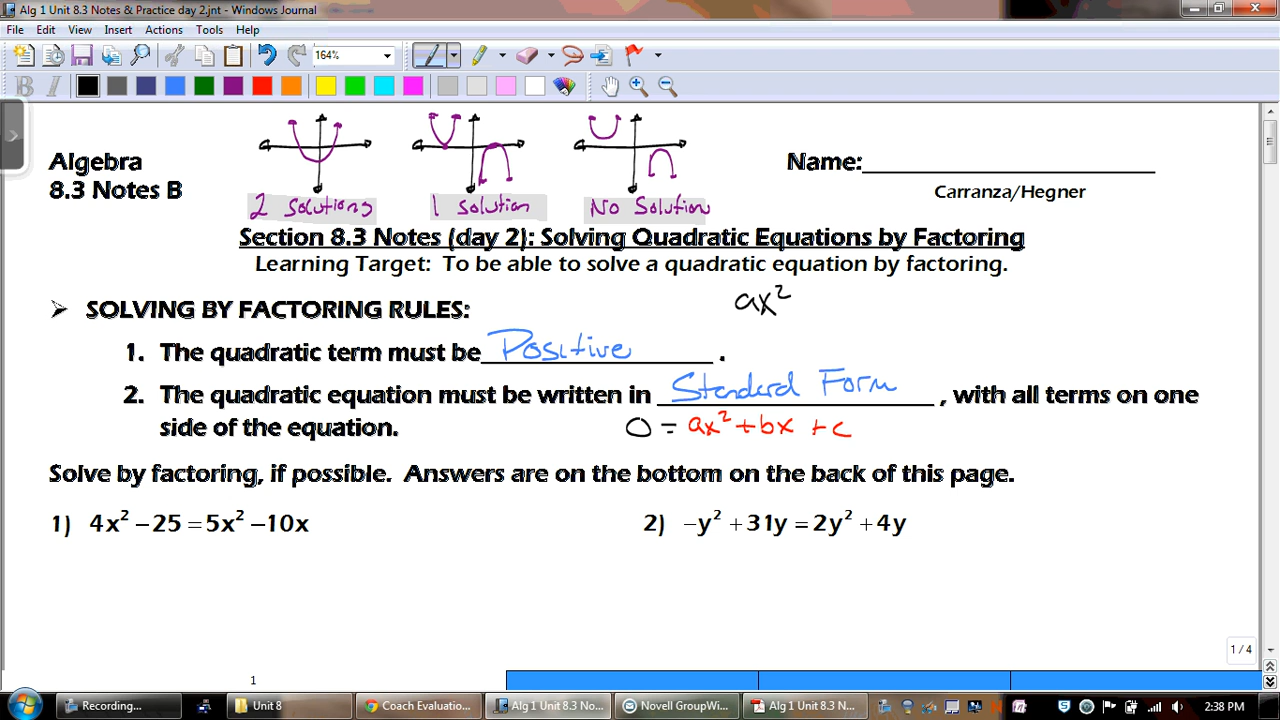 Alg 1 Unit 8.3 Notes & Practice day 2.jnt - Windows Journal
File Edit View Insert Actions Tools Help
164%
B I
Algebra
8.3 Notes B
2 Solutions 1 Solution No Solution
Name:
Carranza/Hegner
Section 8.3 Notes (day 2): Solving Quadratic Equations by Factoring
Learning Target: To be able to solve a quadratic equation by factoring.
ax²
➢ SOLVING BY FACTORING RULES:
1. The quadratic term must be Positive .
2. The quadratic equation must be written in Standard Form , with all terms on one
side of the equation.
0 = ax² + bx + c
Solve by factoring, if possible. Answers are on the bottom on the back of this page.
1) 4x² − 25 = 5x² − 10x
2) −y² + 31y = 2y² + 4y
1 / 4
1
Recording... Unit 8 Coach Evaluatio... Alg 1 Unit 8.3 No... Novell GroupWi... Alg 1 Unit 8.3 No... 2:38 PM